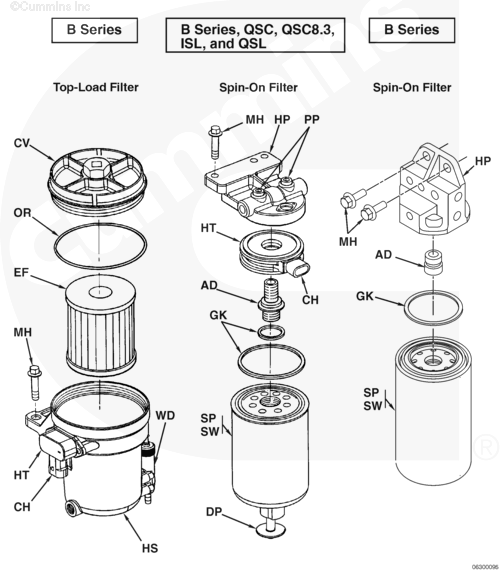 ©Cummins Inc
Cummins
B Series
B Series, QSC, QSC8.3,
ISL, and QSL
B Series
Top-Load Filter
Spin-On Filter
Spin-On Filter
CV
OR
EF
MH
HT
CH
WD
HS
MH
HP
PP
HT
CH
AD
GK
SP
SW
DP
HP
MH
AD
GK
SP
SW
®
06300096